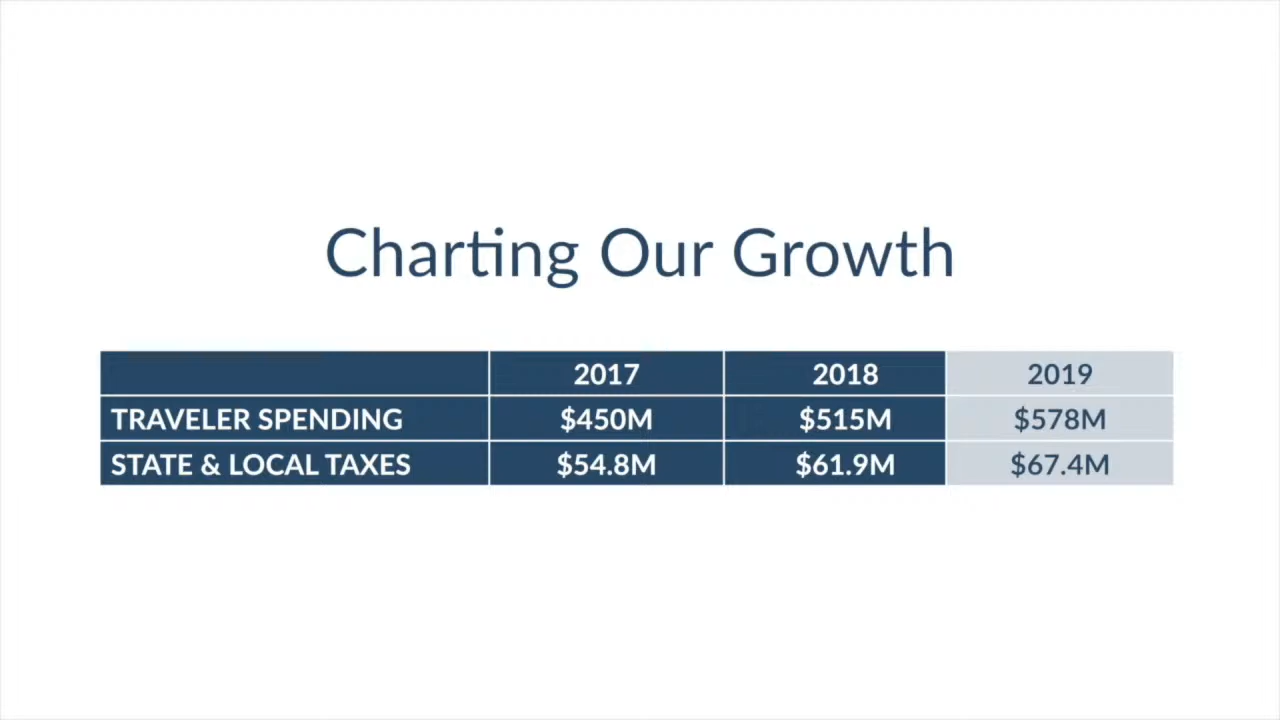 Charting Our Growth
2017 2018 2019
TRAVELER SPENDING $450M $515M $578M
STATE & LOCAL TAXES $54.8M $61.9M $67.4M